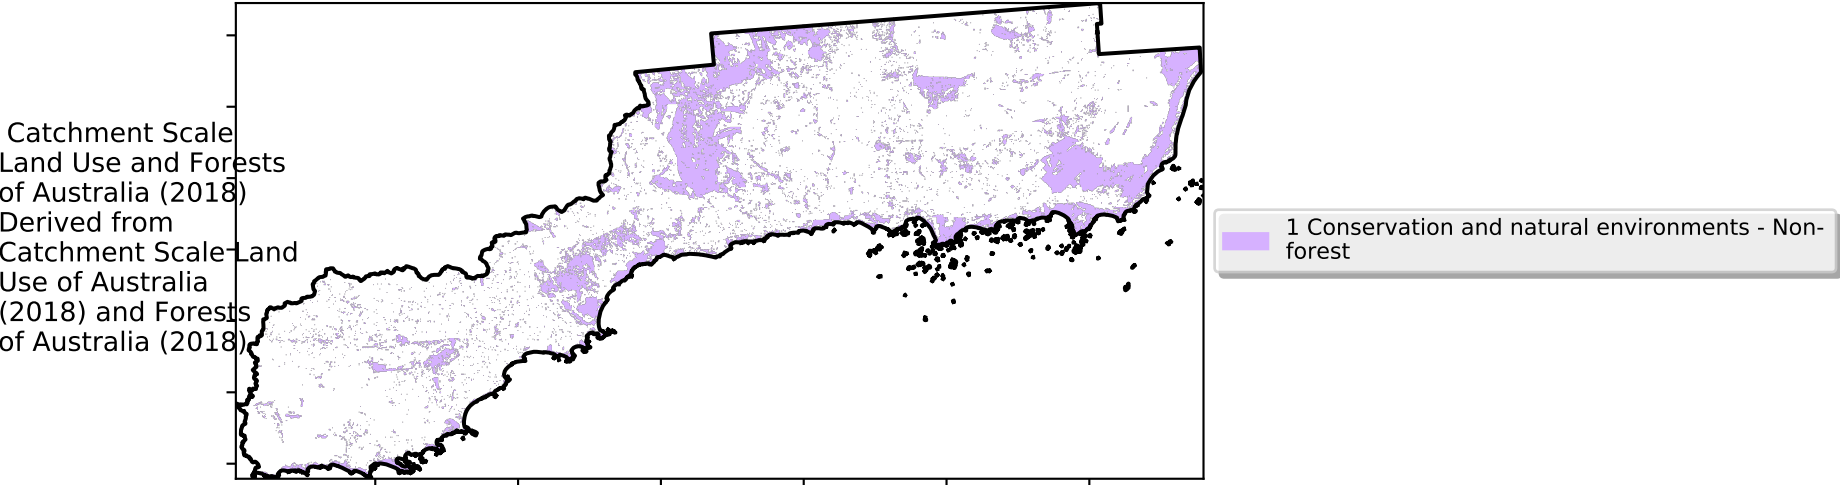 Catchment Scale
Land Use and Forests
of Australia (2018)
Derived from
Catchment Scale Land
Use of Australia
(2018) and Forests
of Australia (2018)
1 Conservation and natural environments - Non-
forest